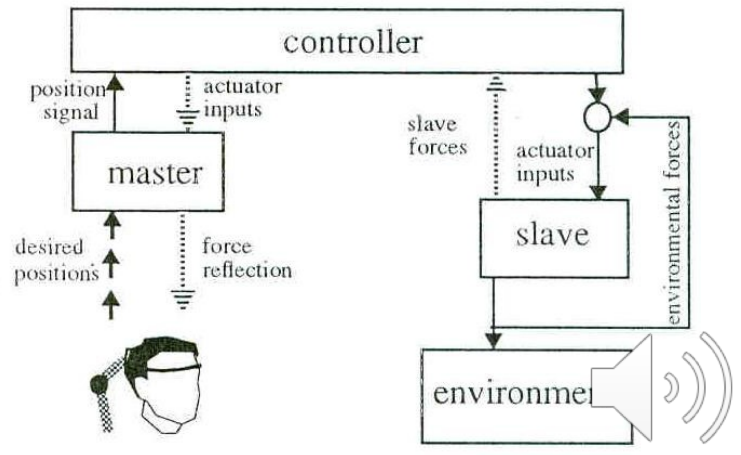 controller
position
signal
actuator
inputs
slave
forces
actuator
inputs
environmental forces
master
slave
desired
positions
force
reflection